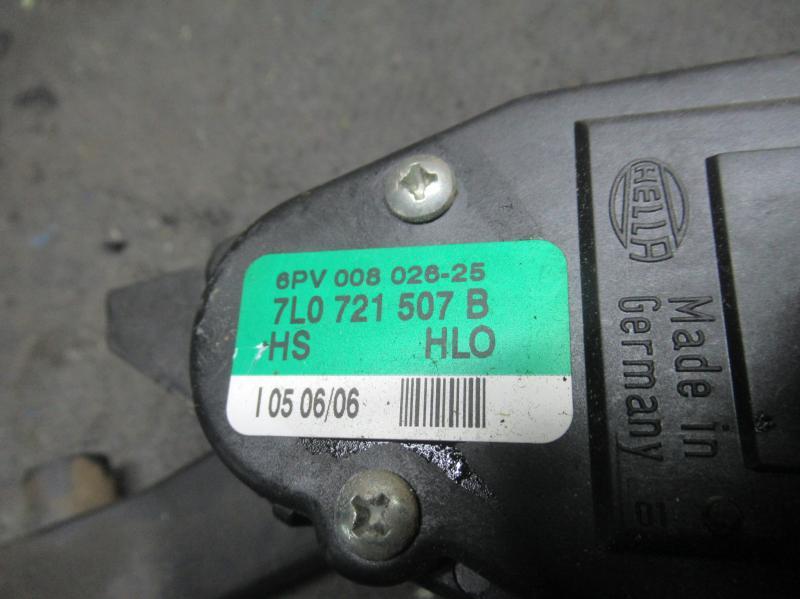 6PV 008 026-25
7L0 721 507 B
HS HLO
I 05 06/06
HELLA
Made in
Germany